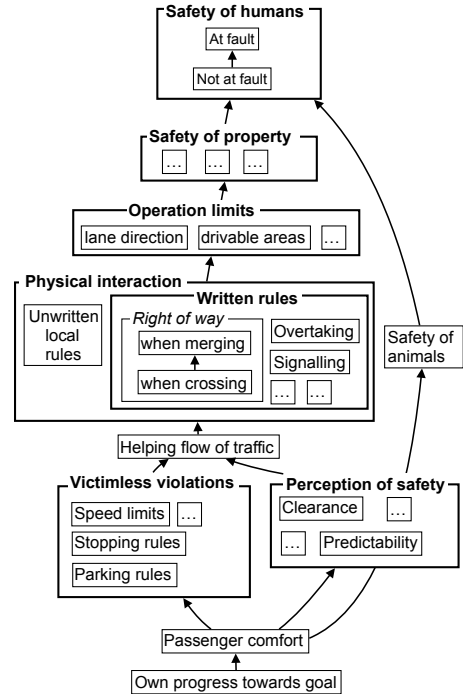 Safety of humans
At fault
Not at fault
Safety of property
... ... ...
Operation limits
lane direction drivable areas ...
Physical interaction
Written rules
Unwritten
local
rules
Right of way
when merging
when crossing
Overtaking
Signalling
... ...
Safety of
animals
Helping flow of traffic
Victimless violations
Speed limits ...
Stopping rules
Parking rules
Perception of safety
Clearance ...
... Predictability
Passenger comfort
Own progress towards goal